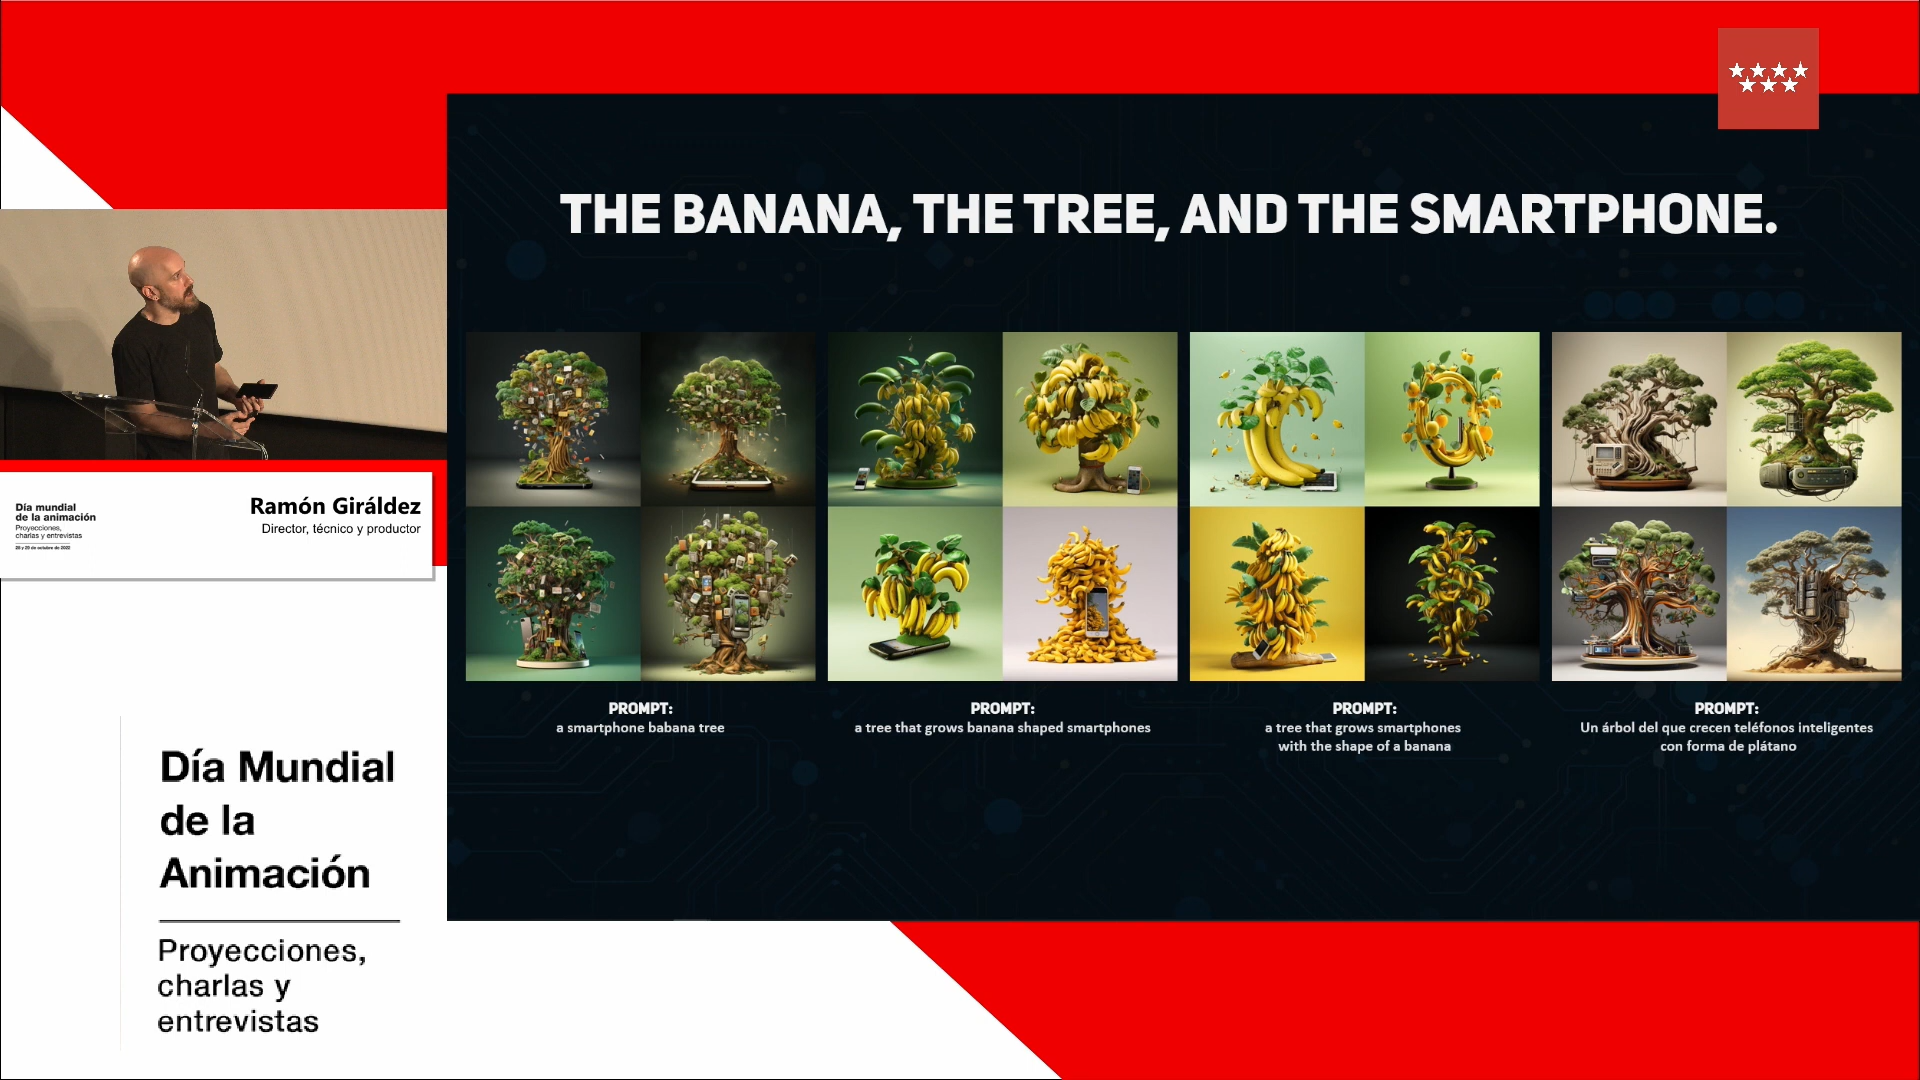 THE BANANA, THE TREE, AND THE SMARTPHONE.
Día mundial
de la animación
Proyecciones,
charlas y entrevistas
Ramón Giráldez
Director, técnico y productor
PROMPT:
a smartphone babana tree
PROMPT:
a tree that grows banana shaped smartphones
PROMPT:
a tree that grows smartphones
with the shape of a banana
PROMPT:
Un árbol del que crecen teléfonos inteligentes
con forma de plátano
Día Mundial
de la
Animación
Proyecciones,
charlas y
entrevistas